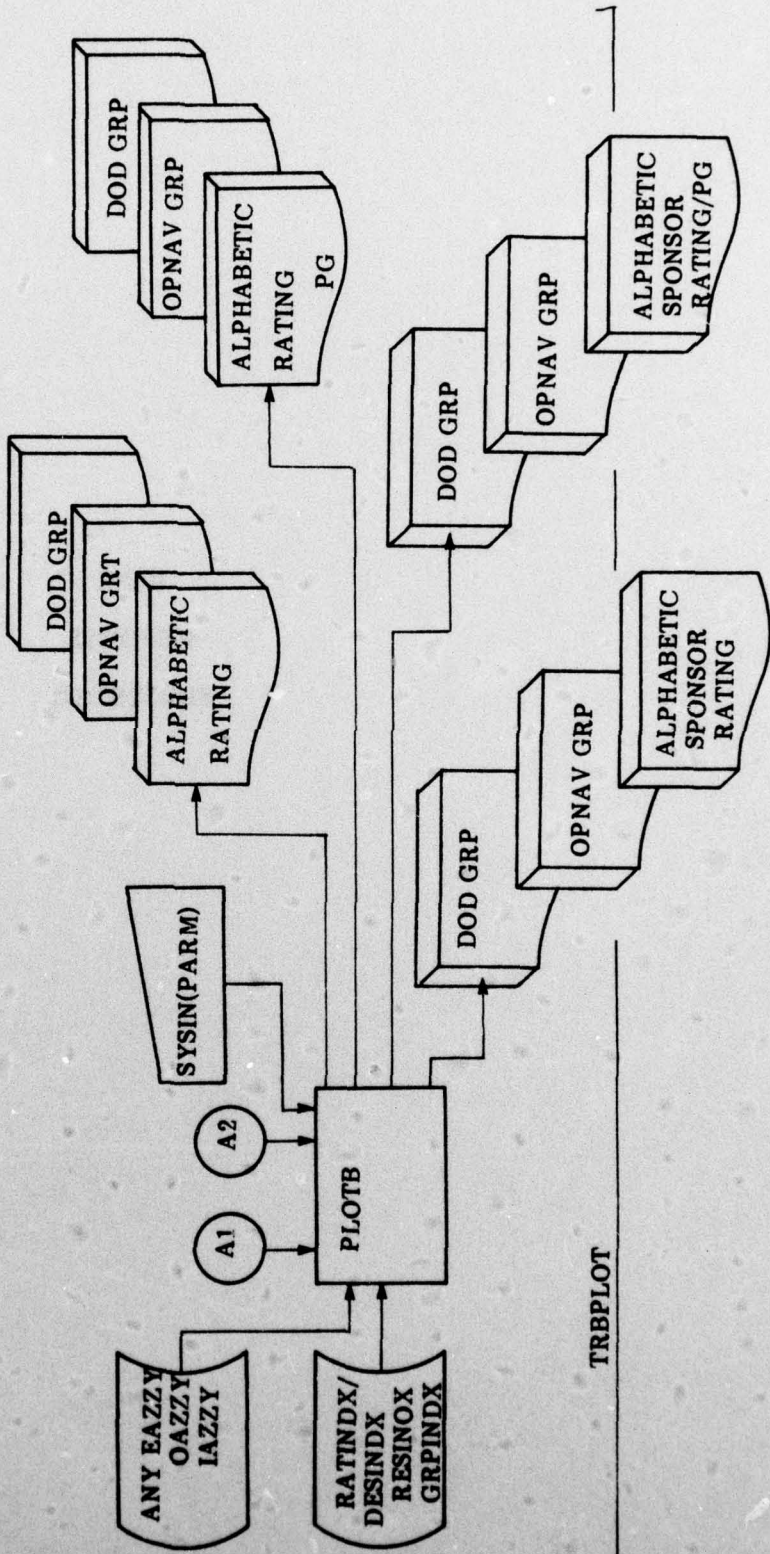 ANY EAZZY
OAZZY
IAZZY
RATINDX/
DESINDX
RESINOX
GRPINDX
A1
A2
SYSIN(PARM)
PLOTB
DOD GRP
OPNAV GRT
ALPHABETIC
RATING
DOD GRP
OPNAV GRP
ALPHABETIC
RATING
PG
DOD GRP
OPNAV GRP
ALPHABETIC
SPONSOR
RATING
DOD GRP
OPNAV GRP
ALPHABETIC
SPONSOR
RATING/PG
TRBPLOT